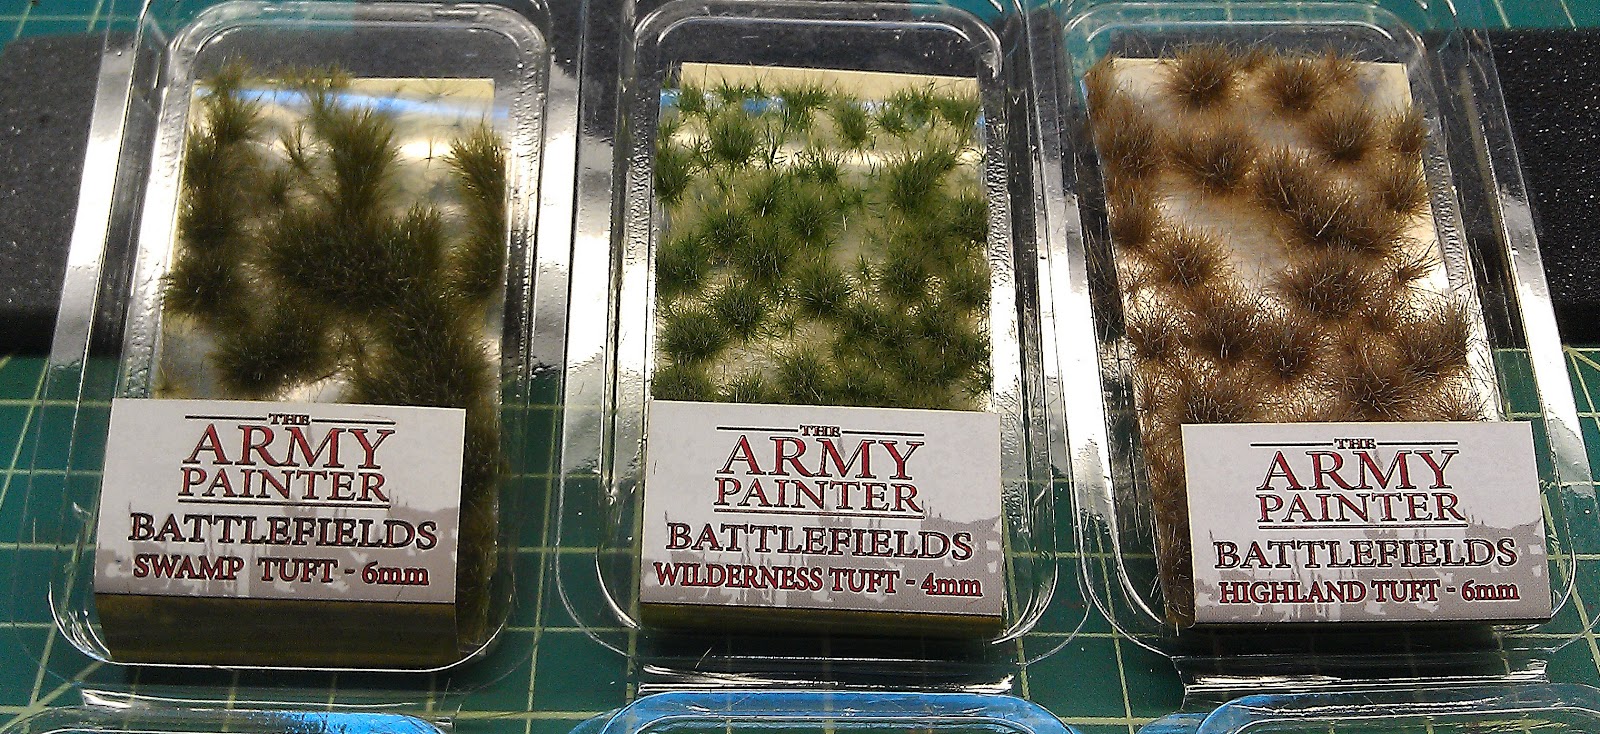 THE
ARMY
PAINTER
BATTLEFIELDS
SWAMP TUFT - 6mm
THE
ARMY
PAINTER
BATTLEFIELDS
WILDERNESS TUFT - 4mm
THE
ARMY
PAINTER
BATTLEFIELDS
HIGHLAND TUFT - 6mm